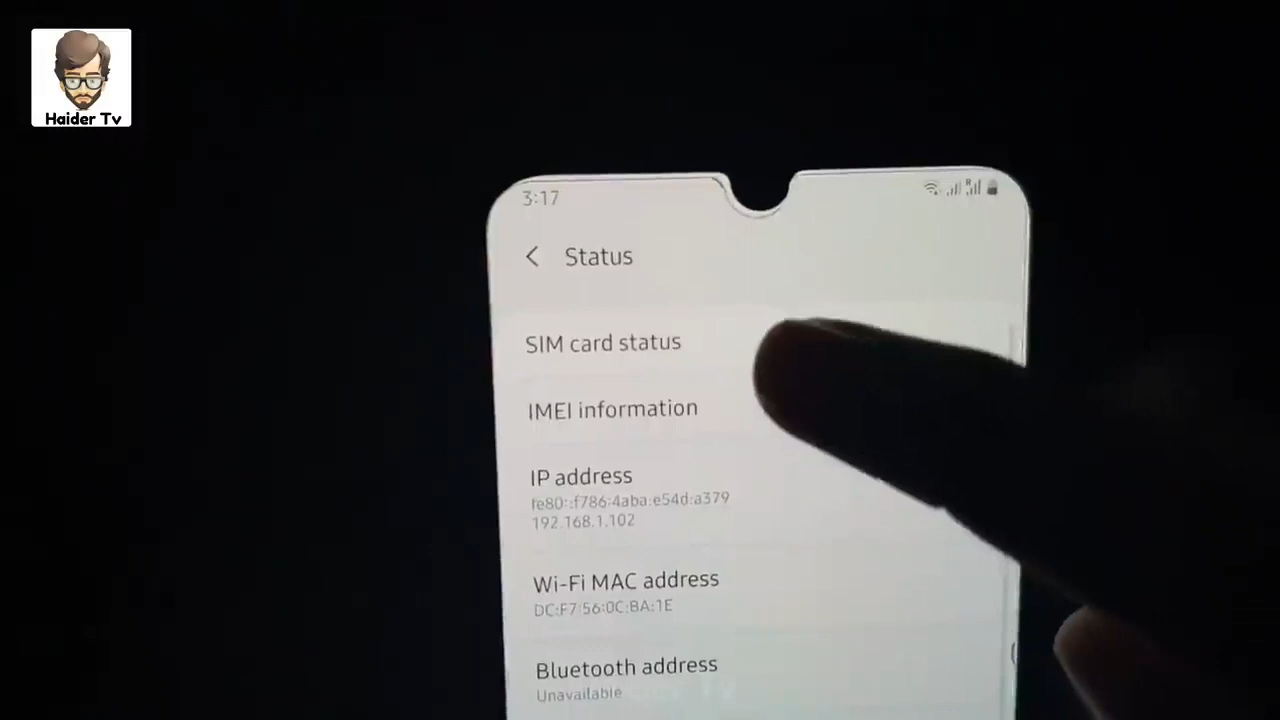 Haider Tv
3:17
Status
SIM card status
IMEI information
IP address
fe80::f786:4aba:e54d:a379
192.168.1.102
Wi-Fi MAC address
DC:F7:56:0C:BA:1E
Bluetooth address
Unavailable